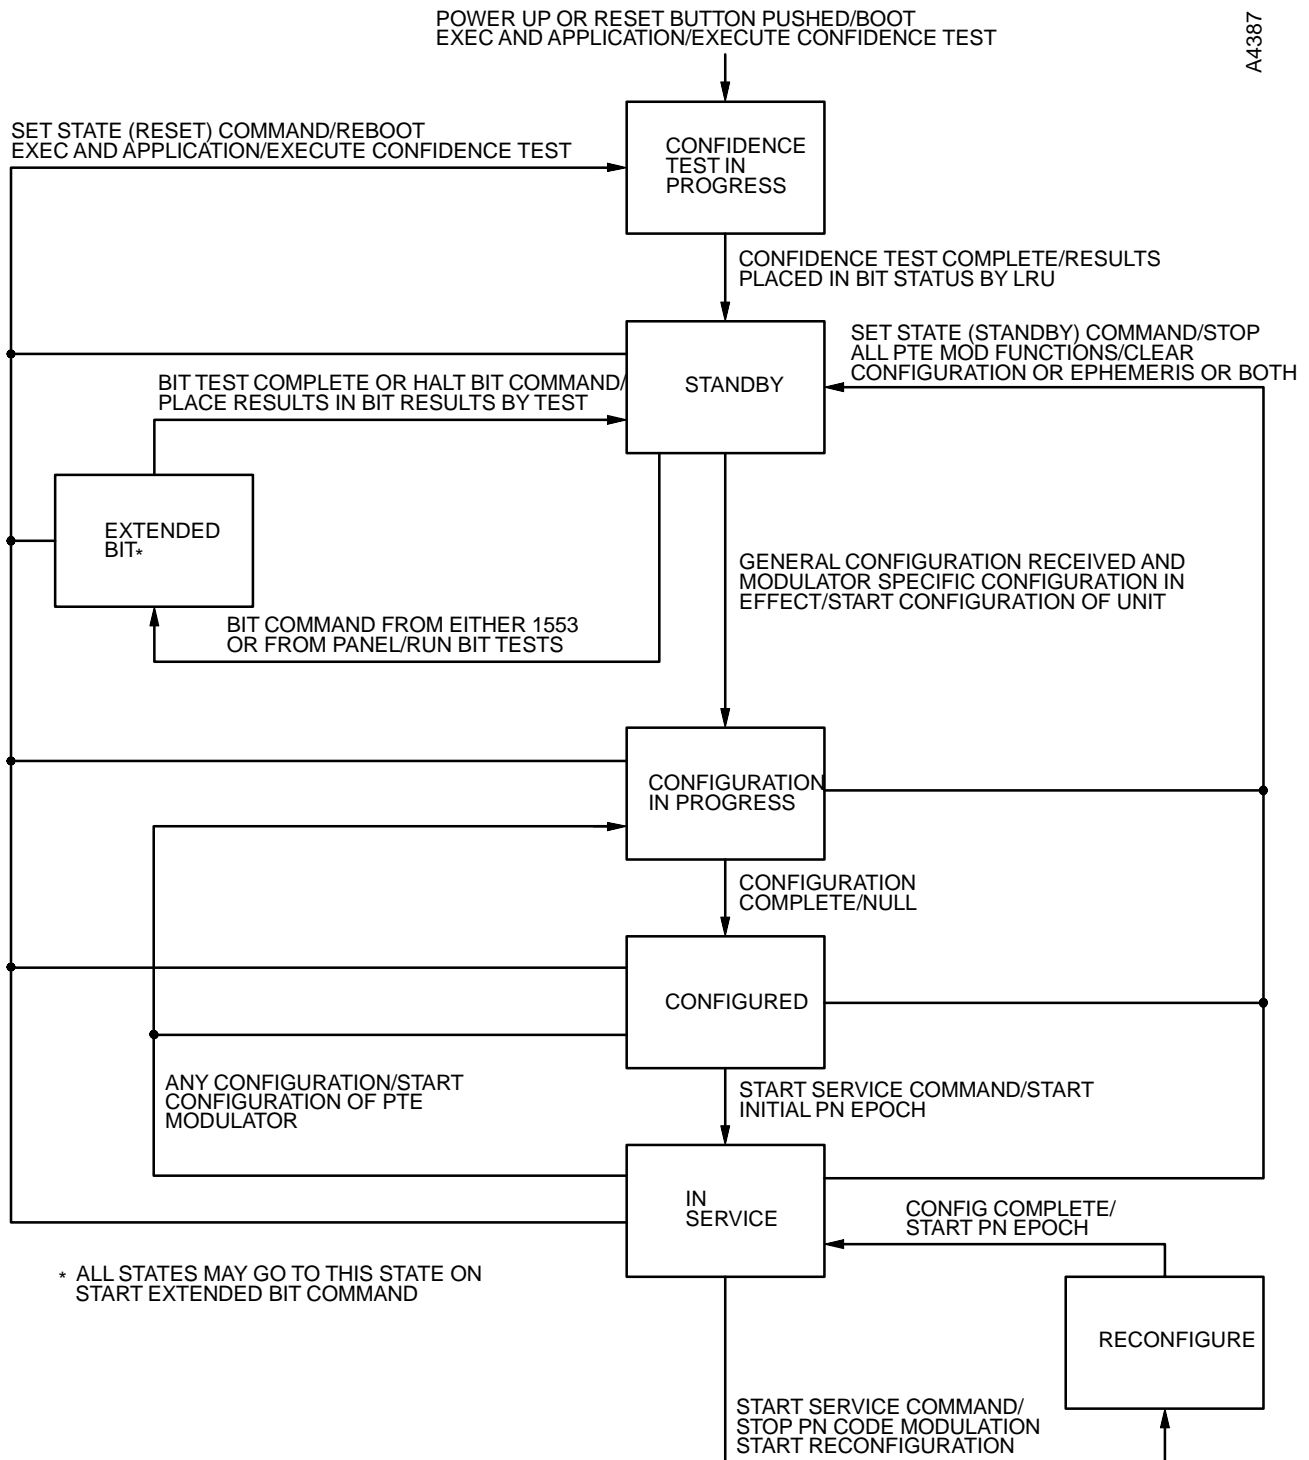 POWER UP OR RESET BUTTON PUSHED/BOOT
EXEC AND APPLICATION/EXECUTE CONFIDENCE TEST
A4387
SET STATE (RESET) COMMAND/REBOOT
EXEC AND APPLICATION/EXECUTE CONFIDENCE TEST
CONFIDENCE
TEST IN
PROGRESS
CONFIDENCE TEST COMPLETE/RESULTS
PLACED IN BIT STATUS BY LRU
SET STATE (STANDBY) COMMAND/STOP
ALL PTE MOD FUNCTIONS/CLEAR
CONFIGURATION OR EPHEMERIS OR BOTH
BIT TEST COMPLETE OR HALT BIT COMMAND/
PLACE RESULTS IN BIT RESULTS BY TEST
STANDBY
EXTENDED
BIT*
GENERAL CONFIGURATION RECEIVED AND
MODULATOR SPECIFIC CONFIGURATION IN
EFFECT/START CONFIGURATION OF UNIT
BIT COMMAND FROM EITHER 1553
OR FROM PANEL/RUN BIT TESTS
CONFIGURATION
IN PROGRESS
CONFIGURATION
COMPLETE/NULL
CONFIGURED
ANY CONFIGURATION/START
CONFIGURATION OF PTE
MODULATOR
START SERVICE COMMAND/START
INITIAL PN EPOCH
IN
SERVICE
CONFIG COMPLETE/
START PN EPOCH
* ALL STATES MAY GO TO THIS STATE ON
START EXTENDED BIT COMMAND
RECONFIGURE
START SERVICE COMMAND/
STOP PN CODE MODULATION
START RECONFIGURATION